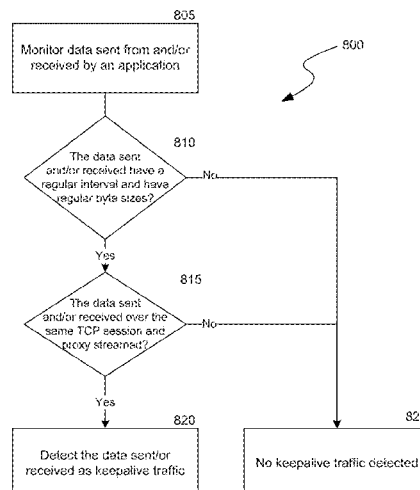 805
Monitor data sent from and/or
received by an application
800
810
The data sent
and/or received have a
regular interval and have
regular byte sizes?
No
Yes
815
The data sent
and/or received over the
same TCP session and
proxy streamed?
No
Yes
820
Detect the data sent/or
received as keepalive traffic
82
No keepalive traffic detected